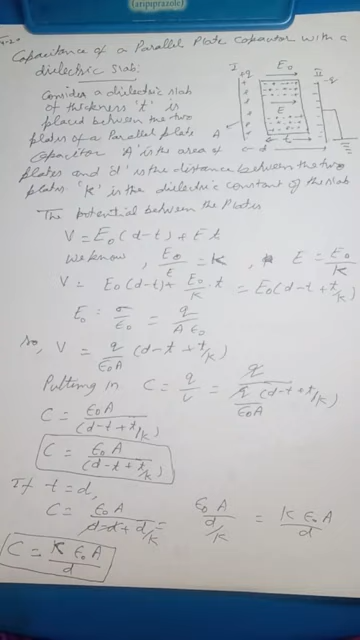 (aripiprazole)
Capacitance of a Parallel Plate Capacitor with a
dielectric slab:
Consider a dielectric slab
of thickness 't' is
placed between the two
plates of a Parallel plate
Capacitor 'A' is the area of
plates and 'd' is the distance between the two
plates 'K' is the dielectric constant of the slab
I +q E₀ II -q
E
A
t
d
The potential between the Plates
V = E₀(d-t) + Et
we know, E₀/E = K, E = E₀/K
V = E₀(d-t) + E₀/K . t = E₀(d-t+t/K)
E₀ = σ/ε₀ = q/Aε₀
so, V = q/ε₀A (d-t+t/K)
Putting in C = q/V = q/(q/ε₀A (d-t+t/K))
C = ε₀A/(d-t+t/K)
C = ε₀A/(d-t+t/K)
If t = d,
C = ε₀A/(d-d+d/K) = ε₀A/(d/K) = Kε₀A/d
C = Kε₀A/d